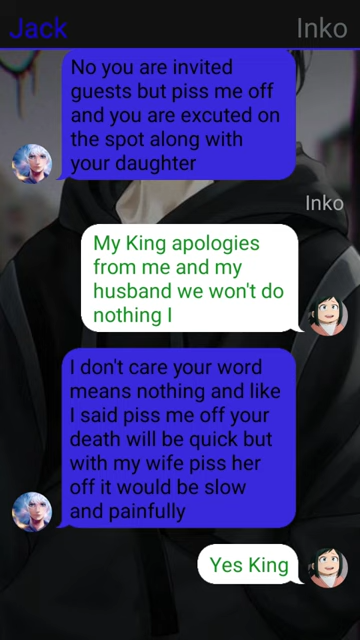 Jack
Inko
No you are invited
guests but piss me off
and you are excuted on
the spot along with
your daughter
Inko
My King apologies
from me and my
husband we won't do
nothing I
I don't care your word
means nothing and like
I said piss me off your
death will be quick but
with my wife piss her
off it would be slow
and painfully
Yes King